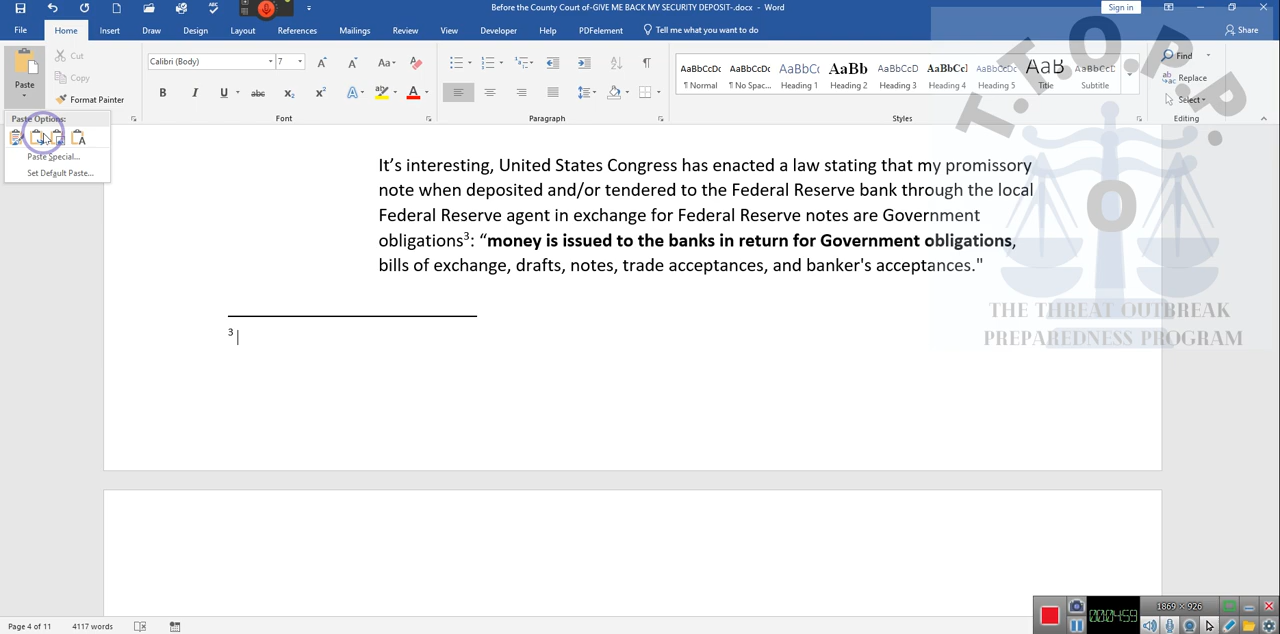 Before the County Court of-GIVE ME BACK MY SECURITY DEPOSIT-.docx - Word
Sign in
File Home Insert Draw Design Layout References Mailings Review View Developer Help PDFelement Tell me what you want to do Share
Paste
Cut
Copy
Format Painter
Calibri (Body) 7
Font
Paragraph
AaBbCcDc ¶ Normal
AaBbCcDc ¶ No Spac...
AaBbC( Heading 1
AaBb Heading 2
AaBbCcD Heading 3
AaBbCc] Heading 4
AaBbCcDc Heading 5
AaB Title
AaBbCcD Subtitle
Styles
Find
Replace
Select
Editing
Paste Options:
Paste Special...
Set Default Paste...
T.T.O.P.P.
O
THE THREAT OUTBREAK
PREPAREDNESS PROGRAM
It’s interesting, United States Congress has enacted a law stating that my promissory
note when deposited and/or tendered to the Federal Reserve bank through the local
Federal Reserve agent in exchange for Federal Reserve notes are Government
obligations³: “money is issued to the banks in return for Government obligations,
bills of exchange, drafts, notes, trade acceptances, and banker's acceptances."
3
Page 4 of 11 4117 words
1869 × 926
00:04:59